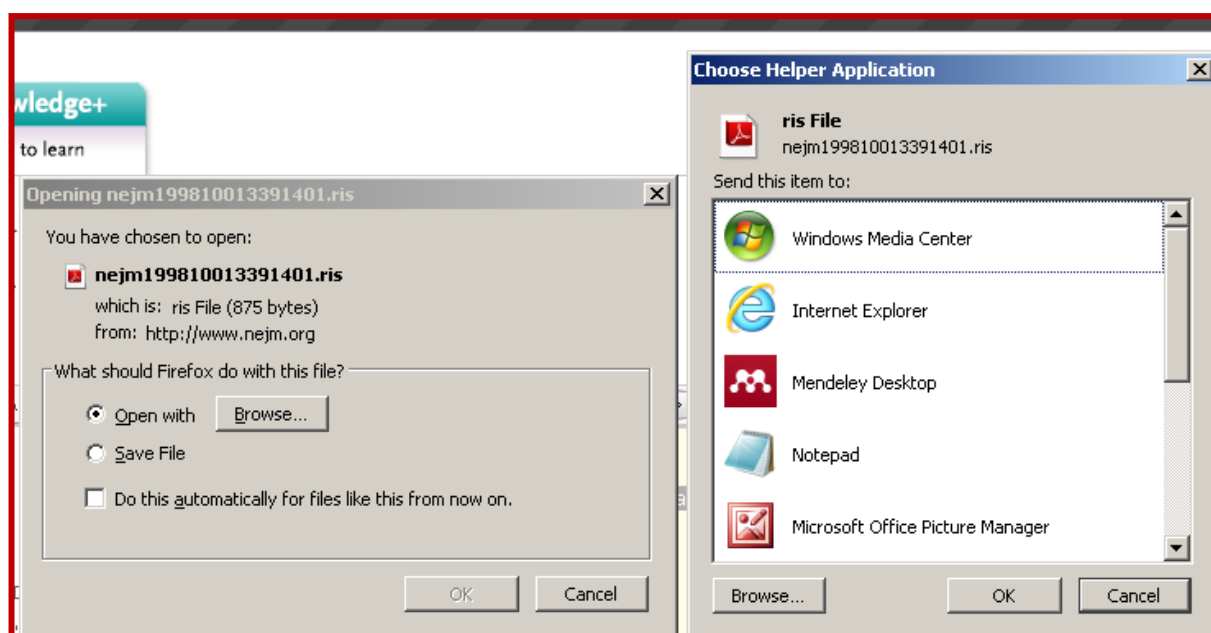 wledge+
to learn
Opening nejm199810013391401.ris
You have chosen to open:
nejm199810013391401.ris
which is: ris File (875 bytes)
from: http://www.nejm.org
What should Firefox do with this file?
Open with Browse...
Save File
Do this automatically for files like this from now on.
OK Cancel
Choose Helper Application
ris File
nejm199810013391401.ris
Send this item to:
Windows Media Center
Internet Explorer
Mendeley Desktop
Notepad
Microsoft Office Picture Manager
Browse... OK Cancel